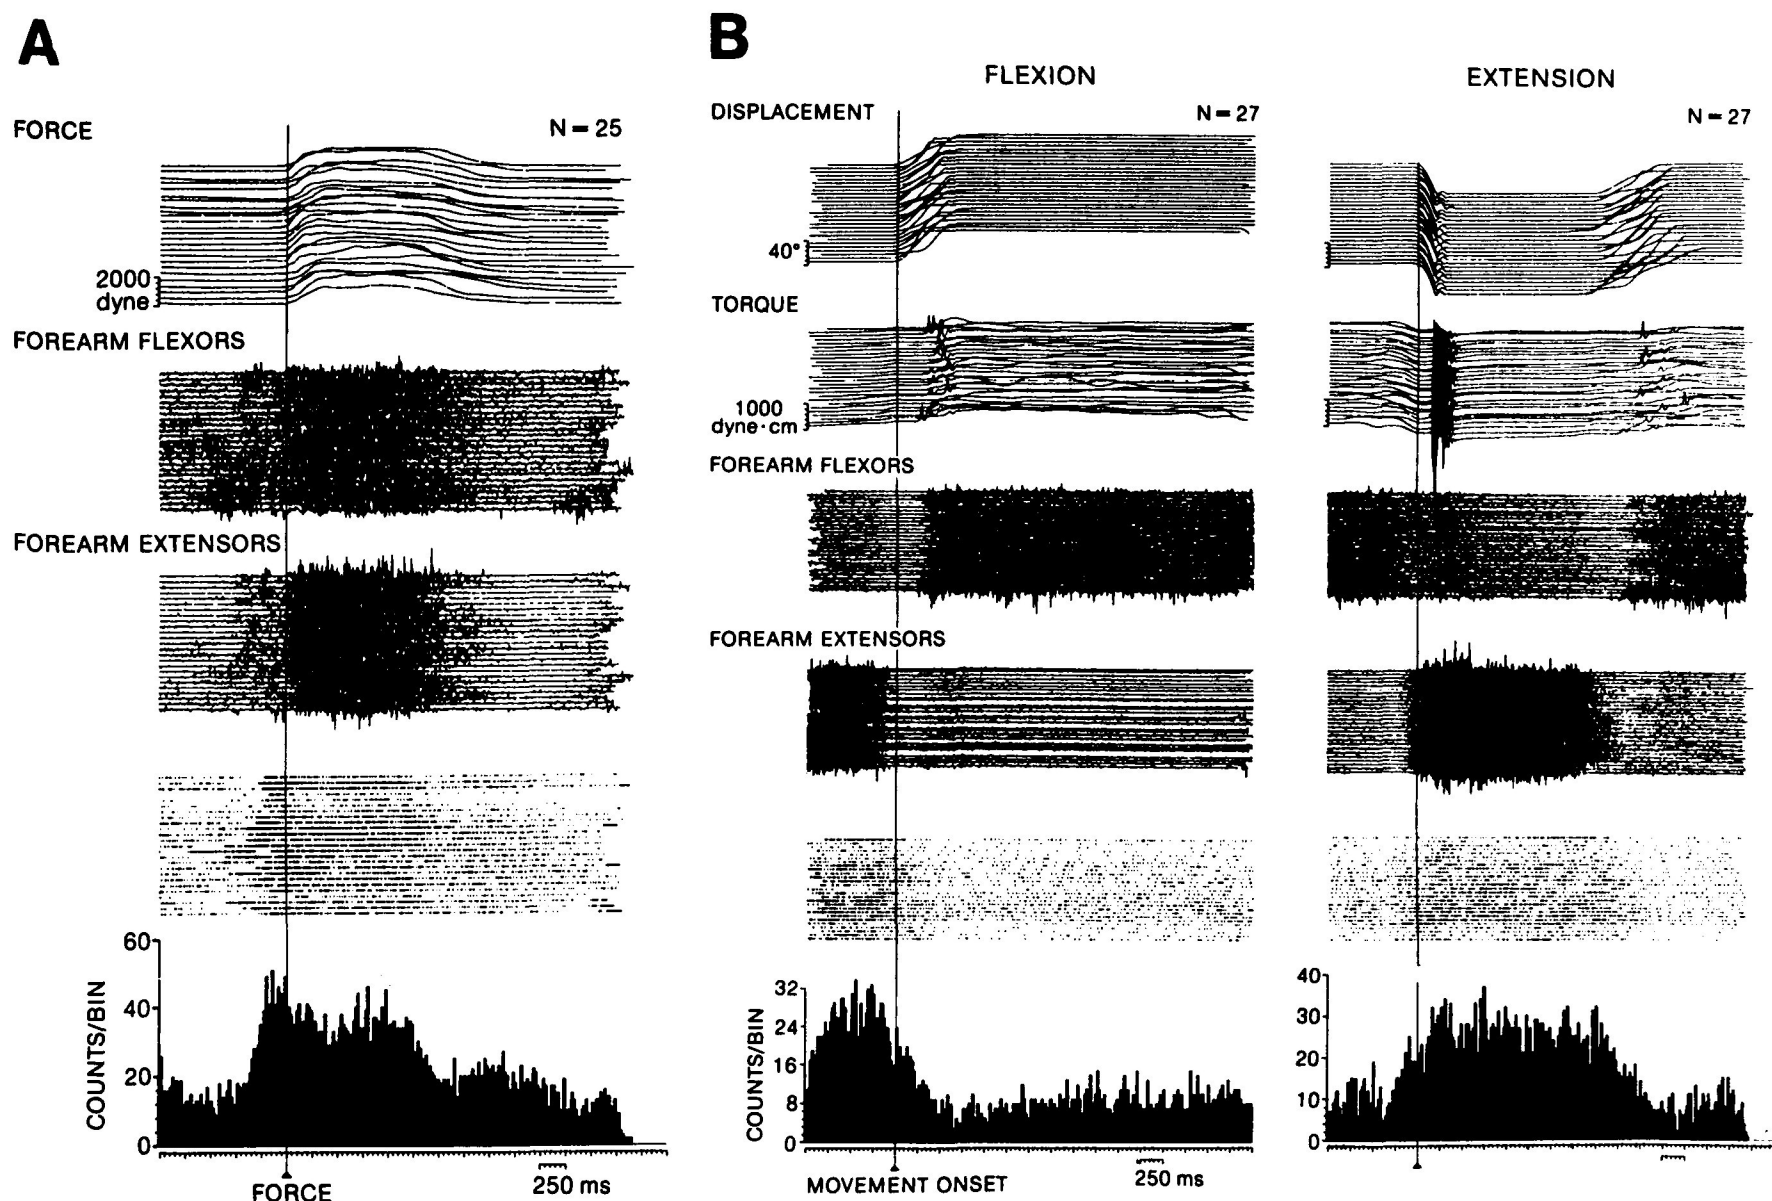 A
FORCE
N = 25
2000
dyne
FOREARM FLEXORS
FOREARM EXTENSORS
COUNTS/BIN
60
40
20
0
FORCE
250 ms
B
FLEXION
EXTENSION
DISPLACEMENT
N = 27
N = 27
40°
TORQUE
1000
dyne·cm
FOREARM FLEXORS
FOREARM EXTENSORS
COUNTS/BIN
32
24
16
8
0
40
30
20
10
0
MOVEMENT ONSET
250 ms